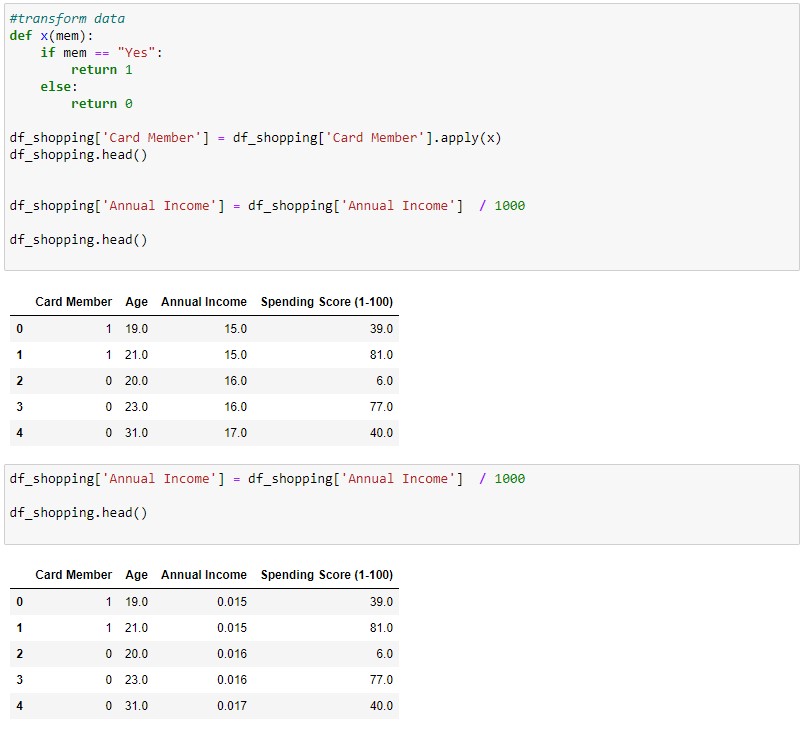 #transform data
def x(mem):
    if mem == "Yes":
        return 1
    else:
        return 0
df_shopping['Card Member'] = df_shopping['Card Member'].apply(x)
df_shopping.head()
df_shopping['Annual Income'] = df_shopping['Annual Income']  / 1000
df_shopping.head()
Card Member Age Annual Income Spending Score (1-100)
0 1 19.0 15.0 39.0
1 1 21.0 15.0 81.0
2 0 20.0 16.0 6.0
3 0 23.0 16.0 77.0
4 0 31.0 17.0 40.0
df_shopping['Annual Income'] = df_shopping['Annual Income']  / 1000
df_shopping.head()
Card Member Age Annual Income Spending Score (1-100)
0 1 19.0 0.015 39.0
1 1 21.0 0.015 81.0
2 0 20.0 0.016 6.0
3 0 23.0 0.016 77.0
4 0 31.0 0.017 40.0